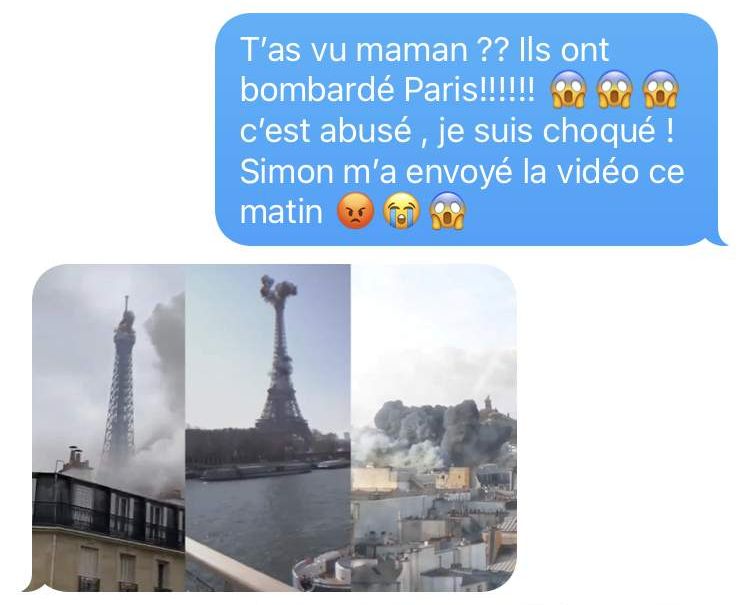 T’as vu maman ?? Ils ont
bombardé Paris!!!!!! 😱 😱 😱
c’est abusé , je suis choqué !
Simon m’a envoyé la vidéo ce
matin 😡 😭 😱